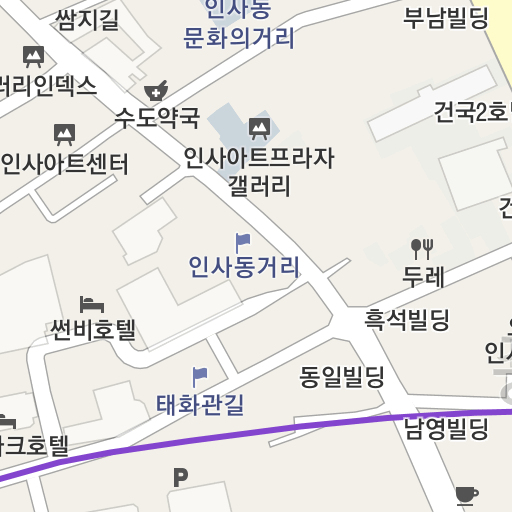 쌈지길
인사동
문화의거리
부남빌딩
러리인덱스
수도약국
건국2호
인사아트센터
인사아트프라자
갤러리
인사동거리
두레
썬비호텔
흑석빌딩
동일빌딩
태화관길
남영빌딩
크호텔
P